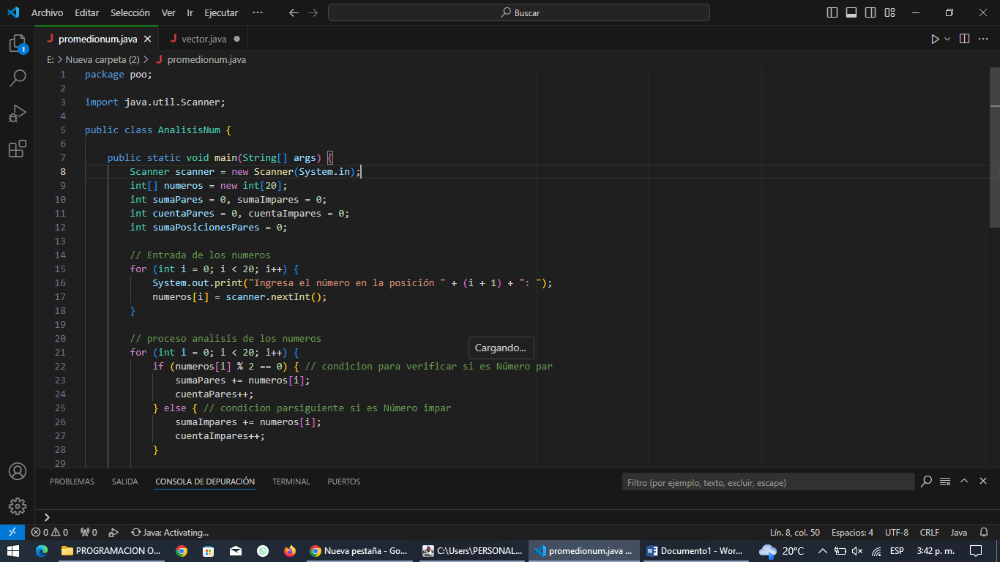 Archivo Editar Selección Ver Ir Ejecutar ··· Buscar
promedionum.java vector.java
E: > Nueva carpeta (2) > promedionum.java
1 package poo;
2
3 import java.util.Scanner;
4
5 public class AnalisisNum {
6
7 public static void main(String[] args) {
8 Scanner scanner = new Scanner(System.in);
9 int[] numeros = new int[20];
10 int sumaPares = 0, sumaImpares = 0;
11 int cuentaPares = 0, cuentaImpares = 0;
12 int sumaPosicionesPares = 0;
13
14 // Entrada de los numeros
15 for (int i = 0; i < 20; i++) {
16 System.out.print("Ingresa el número en la posición " + (i + 1) + ": ");
17 numeros[i] = scanner.nextInt();
18 }
19
20 // proceso analisis de los numeros
21 for (int i = 0; i < 20; i++) {
Cargando...
22 if (numeros[i] % 2 == 0) { // condicion para verificar si es Número par
23 sumaPares += numeros[i];
24 cuentaPares++;
25 } else { // condicion parsiguiente si es Número impar
26 sumaImpares += numeros[i];
27 cuentaImpares++;
28 }
29
1
PROBLEMAS SALIDA CONSOLA DE DEPURACIÓN TERMINAL PUERTOS Filtro (por ejemplo, texto, excluir, escape)
0 0 0 Java: Activating... Lín. 8, col. 50 Espacios: 4 UTF-8 CRLF Java
PROGRAMACION O... Nueva pestaña - Go... C:\Users\PERSONAL... promedionum.java ... Documento1 - Wor... 20°C ESP 3:42 p. m.